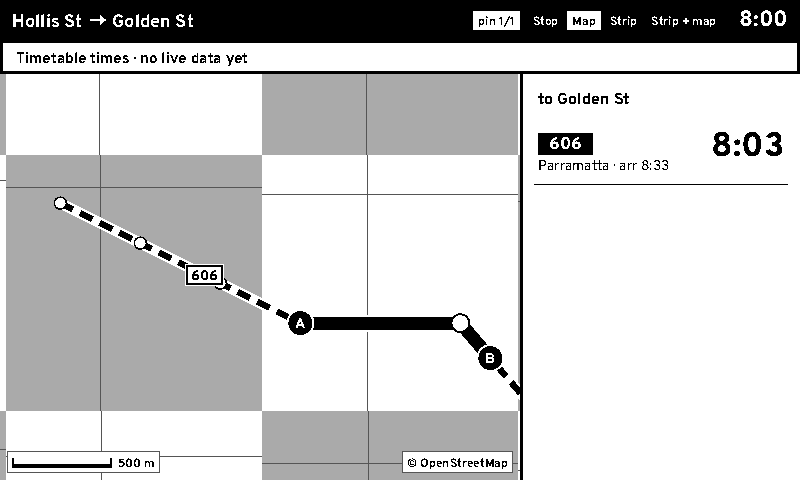 Hollis St → Golden St
pin 1/1 Stop Map Strip Strip + map 8:00
Timetable times · no live data yet
to Golden St
606 8:03
Parramatta · arr 8:33
606
A
B
500 m
© OpenStreetMap